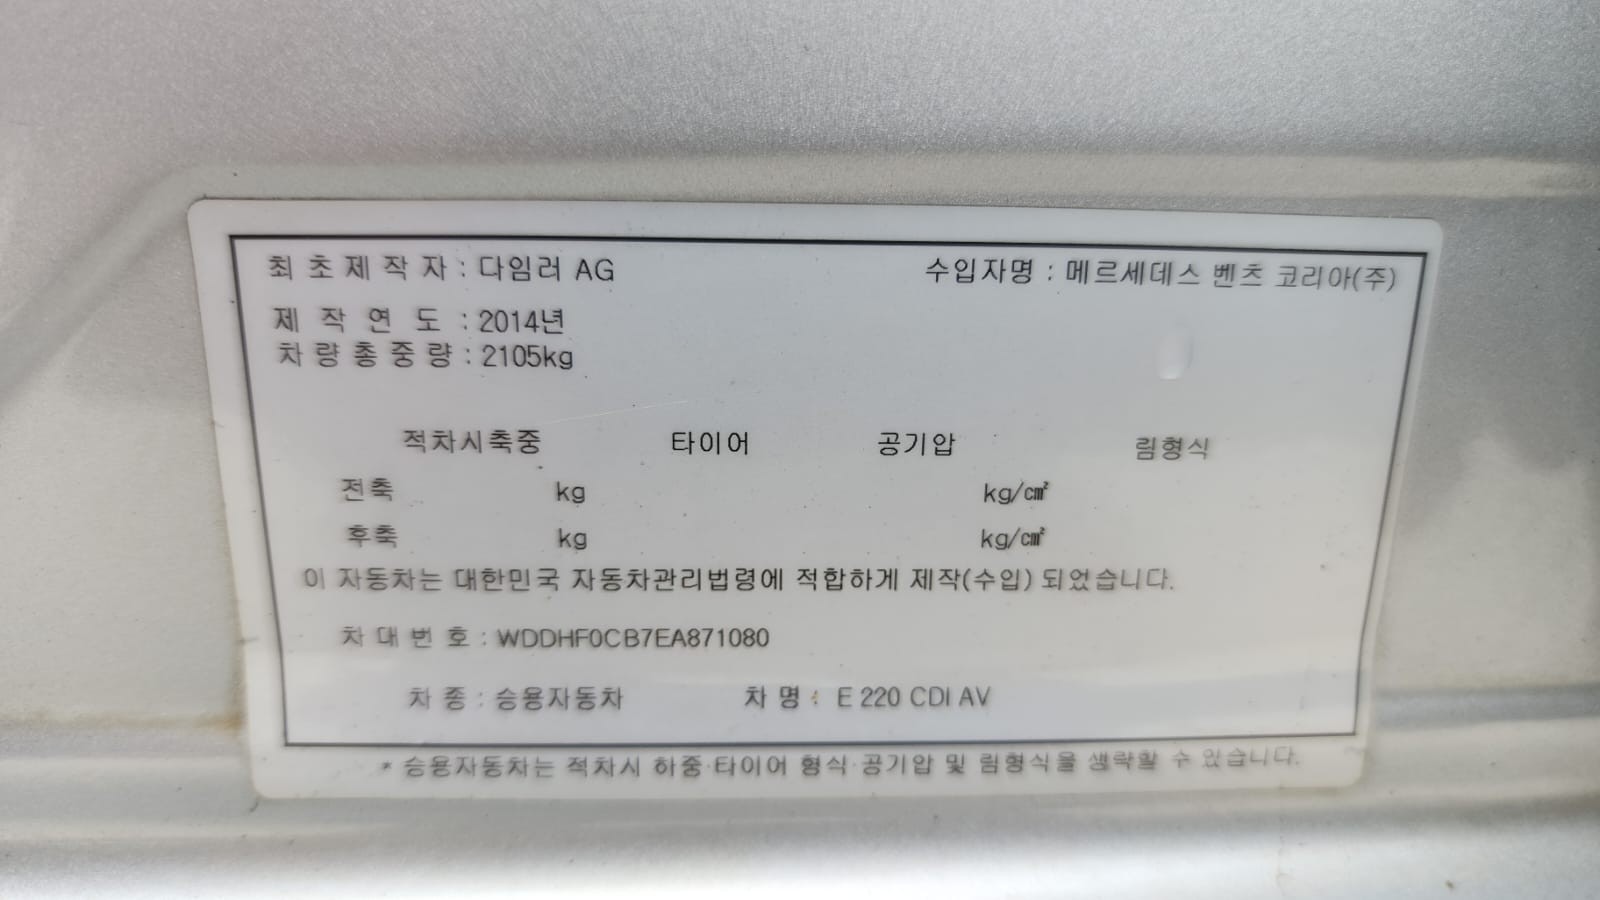 최초제작자 : 다임러 AG 수입자명 : 메르세데스 벤츠 코리아(주)
제작연도 : 2014년
차량총중량 : 2105kg
적차시축중 타이어 공기압 림형식
전축 kg kg/㎠
후축 kg kg/㎠
이 자동차는 대한민국 자동차관리법령에 적합하게 제작(수입) 되었습니다.
차대번호 : WDDHF0CB7EA871080
차종 : 승용자동차 차명 : E 220 CDI AV
* 승용자동차는 적차시 하중·타이어 형식·공기압 및 림형식을 생략할 수 있습니다.